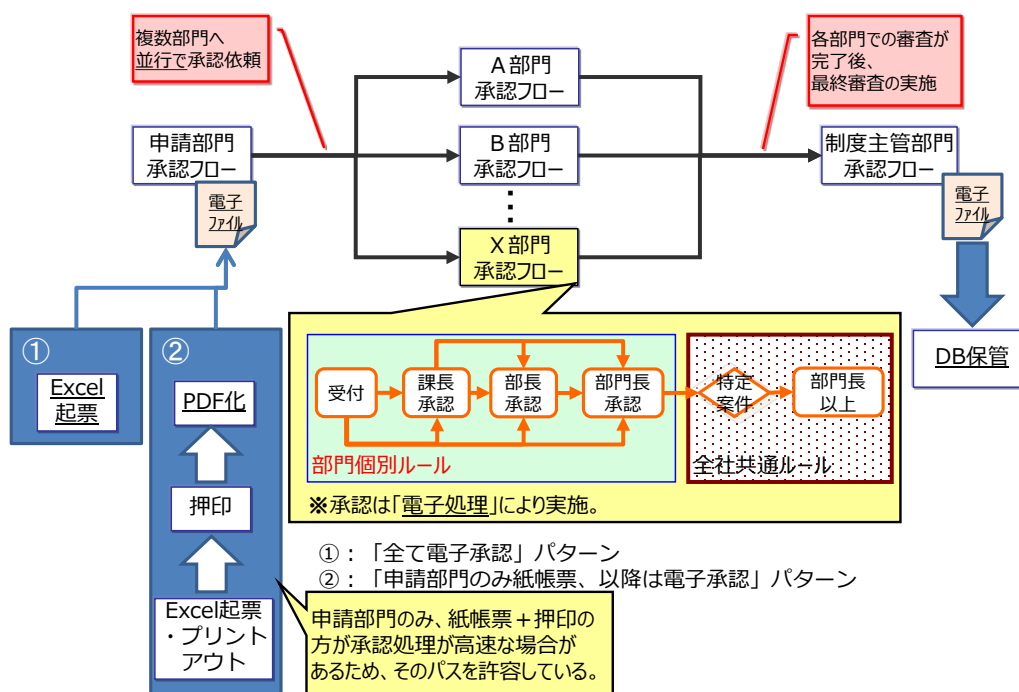 複数部門へ
並行で承認依頼
各部門での審査が
完了後、
最終審査の実施
A部門
承認フロー
申請部門
承認フロー
B部門
承認フロー
制度主管部門
承認フロー
電子
ファイル
電子
ファイル
X部門
承認フロー
①
Excel
起票
②
PDF化
押印
Excel起票
・プリント
アウト
受付
課長
承認
部長
承認
部門長
承認
特定
案件
部門長
以上
部門個別ルール
全社共通ルール
※承認は「電子処理」により実施。
DB保管
①：「全て電子承認」パターン
②：「申請部門のみ紙帳票、以降は電子承認」パターン
申請部門のみ、紙帳票＋押印の
方が承認処理が高速な場合が
あるため、そのパスを許容している。